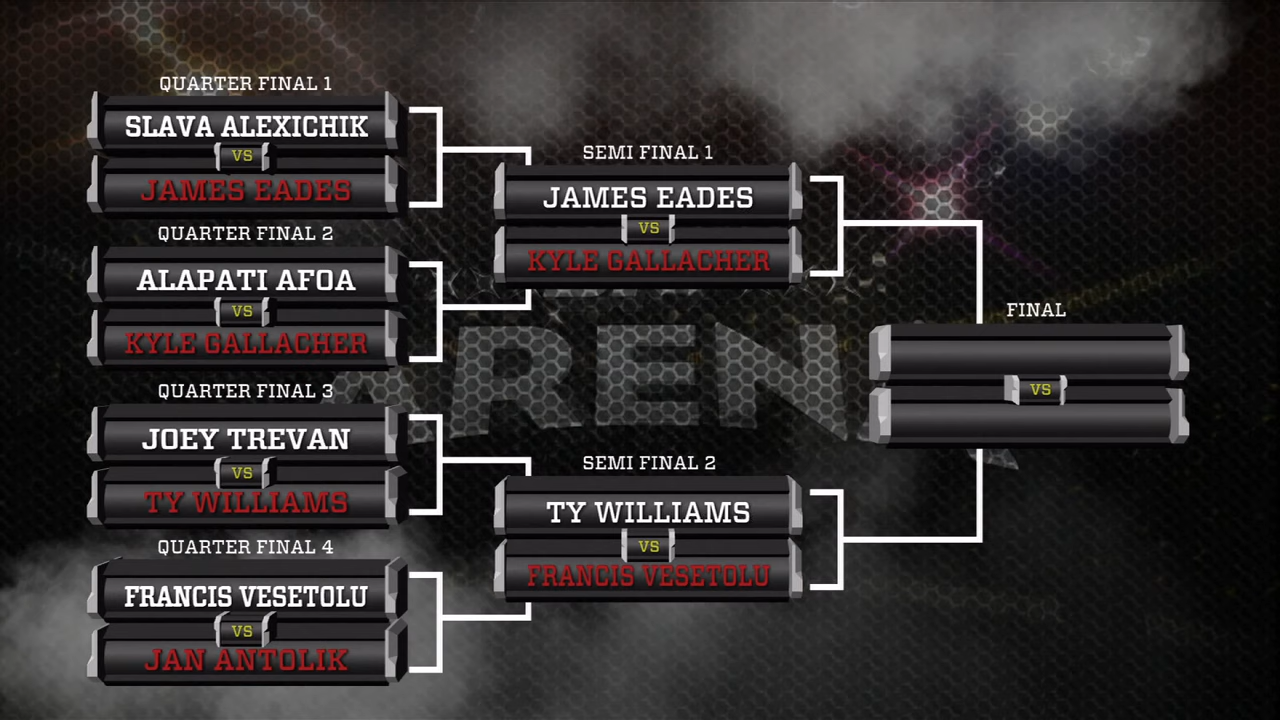 QUARTER FINAL 1
SLAVA ALEXICHIK
VS
JAMES EADES
QUARTER FINAL 2
ALAPATI AFOA
VS
KYLE GALLACHER
QUARTER FINAL 3
JOEY TREVAN
VS
TY WILLIAMS
QUARTER FINAL 4
FRANCIS VESETOLU
VS
JAN ANTOLIK
SEMI FINAL 1
JAMES EADES
VS
KYLE GALLACHER
SEMI FINAL 2
TY WILLIAMS
VS
FRANCIS VESETOLU
FINAL
VS